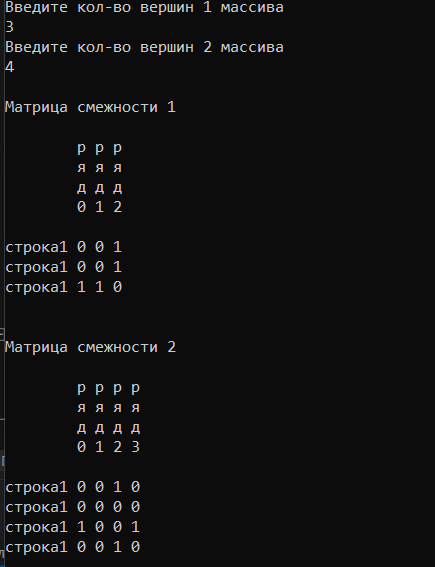 Введите кол-во вершин 1 массива
3
Введите кол-во вершин 2 массива
4
Матрица смежности 1
р р р
я я я
д д д
0 1 2
строка1 0 0 1
строка1 0 0 1
строка1 1 1 0
Матрица смежности 2
р р р р
я я я я
д д д д
0 1 2 3
строка1 0 0 1 0
строка1 0 0 0 0
строка1 1 0 0 1
строка1 0 0 1 0